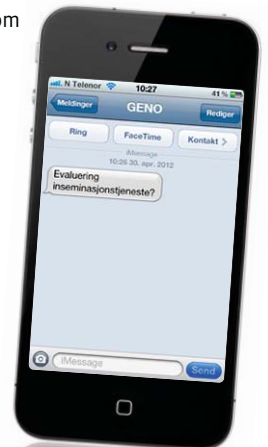 om
N Telenor 10:27 41 %
Meldinger GENO Rediger
Ring FaceTime Kontakt >
iMessage
10:26 30. apr. 2012
Evaluering
inseminasjonstjeneste?
iMessage Send